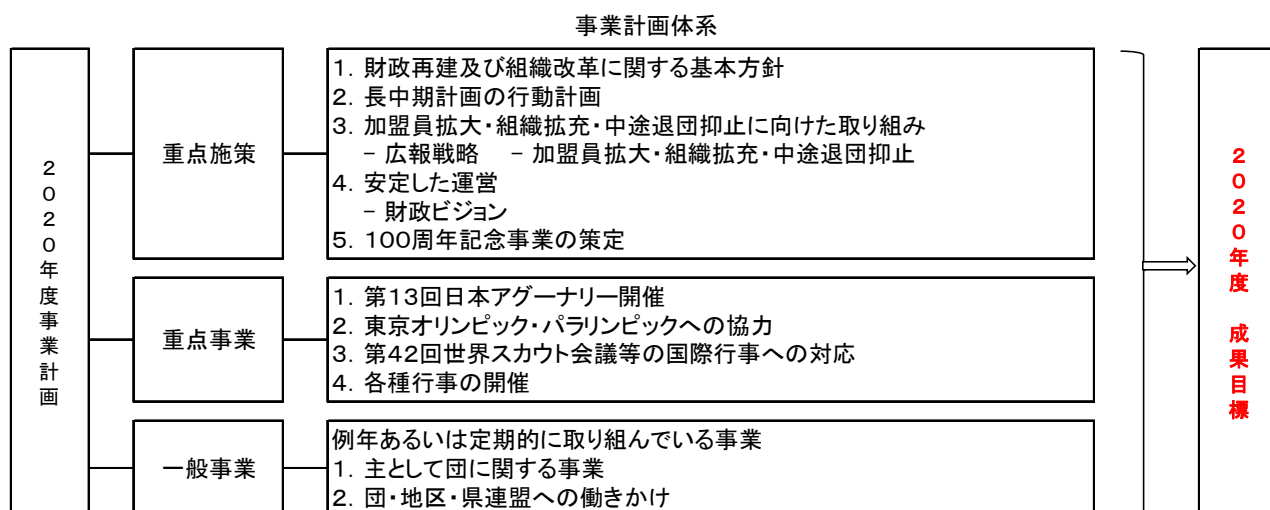 事業計画体系
2020年度事業計画
重点施策
1．財政再建及び組織改革に関する基本方針
2．長中期計画の行動計画
3．加盟員拡大・組織拡充・中途退団抑止に向けた取り組み
－ 広報戦略　－ 加盟員拡大・組織拡充・中途退団抑止
4．安定した運営
－ 財政ビジョン
5．100周年記念事業の策定
重点事業
1．第13回日本アグーナリー開催
2．東京オリンピック・パラリンピックへの協力
3．第42回世界スカウト会議等の国際行事への対応
4．各種行事の開催
一般事業
例年あるいは定期的に取り組んでいる事業
1．主として団に関する事業
2．団・地区・県連盟への働きかけ
2020年度　成果目標